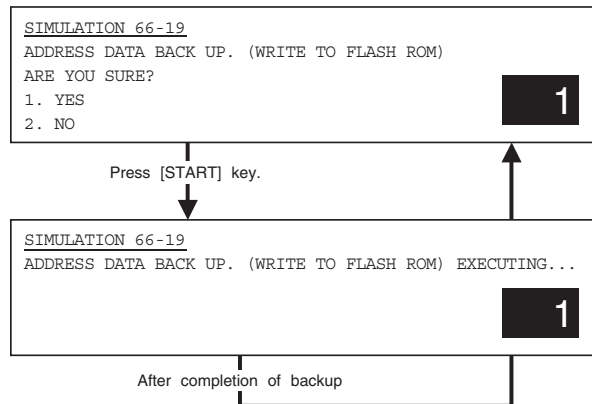 SIMULATION 66-19
ADDRESS DATA BACK UP. (WRITE TO FLASH ROM)
ARE YOU SURE?
1. YES
2. NO
1
Press [START] key.
SIMULATION 66-19
ADDRESS DATA BACK UP. (WRITE TO FLASH ROM) EXECUTING...
1
After completion of backup